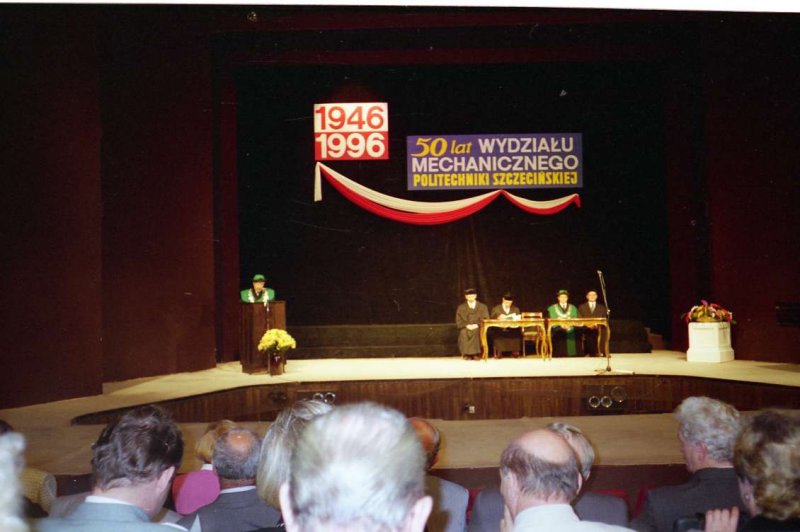 1946
1996
50 lat WYDZIAŁU
MECHANICZNEGO
POLITECHNIKI SZCZECIŃSKIEJ